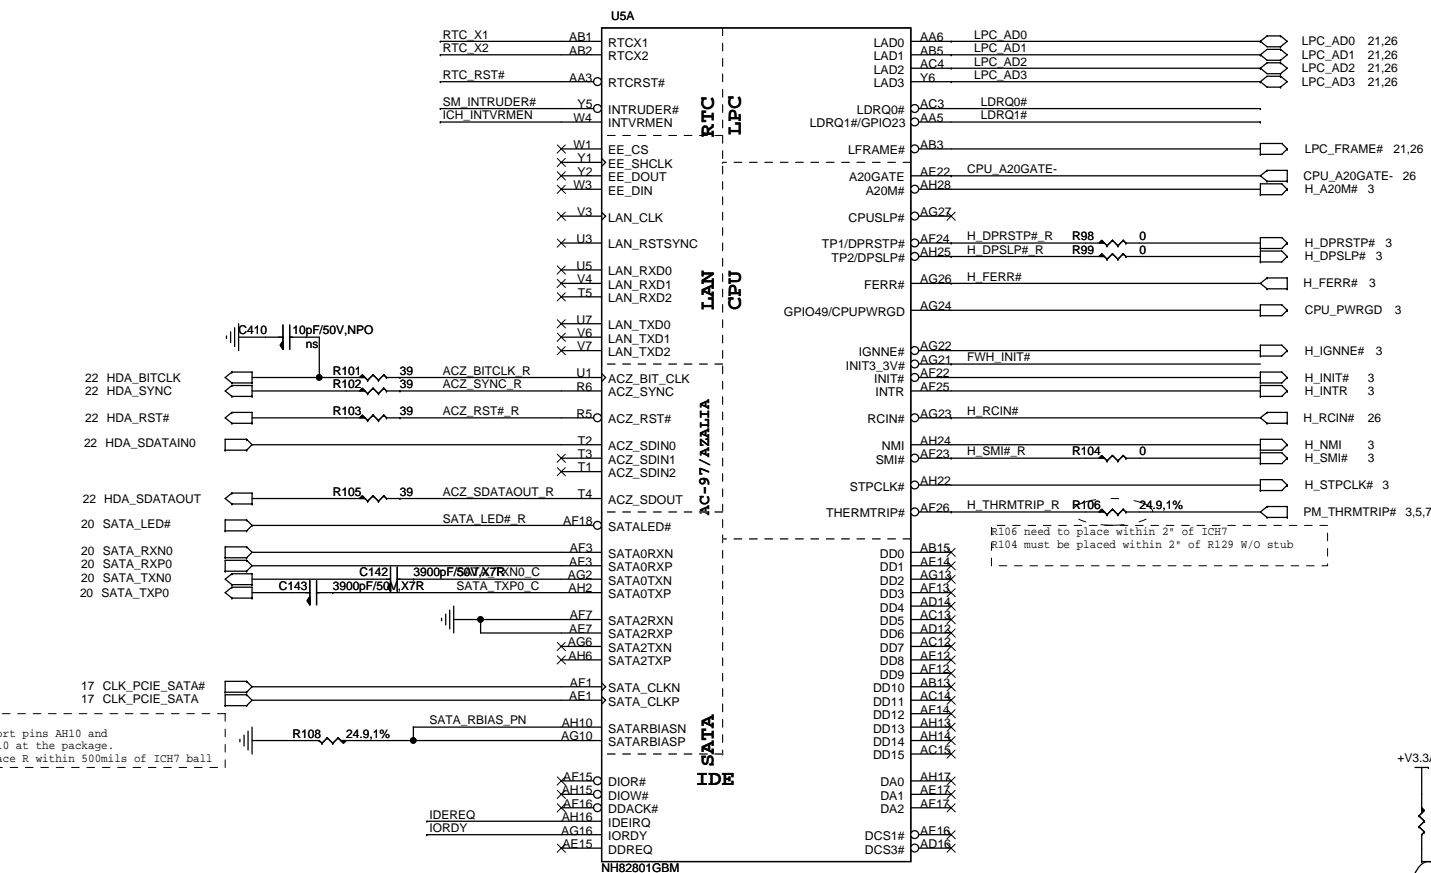 U5A
RTC_X1 AB1 RTCX1
RTC_X2 AB2 RTCX2
RTC_RST# AA3 RTCRST#
SM_INTRUDER# Y5 INTRUDER#
ICH_INTVRMEN W4 INTVRMEN
RTC
LPC
LAD0 AA6 LPC_AD0 LPC_AD0 21,26
LAD1 AB5 LPC_AD1 LPC_AD1 21,26
LAD2 AC4 LPC_AD2 LPC_AD2 21,26
LAD3 Y6 LPC_AD3 LPC_AD3 21,26
LDRQ0# AC3 LDRQ0#
LDRQ1#/GPIO23 AA5 LDRQ1#
LFRAME# AB3 LPC_FRAME# 21,26
W1 EE_CS
Y1 EE_SHCLK
Y2 EE_DOUT
W3 EE_DIN
V3 LAN_CLK
U3 LAN_RSTSYNC
U5 LAN_RXD0
V4 LAN_RXD1
T5 LAN_RXD2
U7 LAN_TXD0
V6 LAN_TXD1
V7 LAN_TXD2
LAN
CPU
A20GATE AE22 CPU_A20GATE- CPU_A20GATE- 26
A20M# AH28 H_A20M# 3
CPUSLP# AG27
TP1/DPRSTP# AF24 H_DPRSTP#_R R98 0 H_DPRSTP# 3
TP2/DPSLP# AH25 H_DPSLP#_R R99 0 H_DPSLP# 3
FERR# AG26 H_FERR# H_FERR# 3
GPIO49/CPUPWRGD AG24 CPU_PWRGD 3
IGNNE# AG22 H_IGNNE# 3
INIT3_3V# AG21 FWH_INIT#
INIT# AF22 H_INIT# 3
INTR AF25 H_INTR 3
RCIN# AG23 H_RCIN# H_RCIN# 26
NMI AH24 H_NMI 3
SMI# AF23 H_SMI#_R R104 0 H_SMI# 3
STPCLK# AH22 H_STPCLK# 3
THERMTRIP# AF26 H_THRMTRIP_R R106 24.9,1% PM_THRMTRIP# 3,5,7
R106 need to place within 2" of ICH7
R104 must be placed within 2" of R129 W/O stub
C410 10pF/50V,NPO
ns
22 HDA_BITCLK R101 39 ACZ_BITCLK_R U1 ACZ_BIT_CLK
22 HDA_SYNC R102 39 ACZ_SYNC_R R6 ACZ_SYNC
22 HDA_RST# R103 39 ACZ_RST#_R R5 ACZ_RST#
22 HDA_SDATAIN0 T2 ACZ_SDIN0
T3 ACZ_SDIN1
T1 ACZ_SDIN2
22 HDA_SDATAOUT R105 39 ACZ_SDATAOUT_R T4 ACZ_SDOUT
AC-97/AZALIA
20 SATA_LED# SATA_LED#_R AF18 SATALED#
20 SATA_RXN0 AF3 SATA0RXN
20 SATA_RXP0 AE3 SATA0RXP
20 SATA_TXN0 C142 3900pF/50V,X7R SATA_TXN0_C AG2 SATA0TXN
20 SATA_TXP0 C143 3900pF/50V,X7R SATA_TXP0_C AH2 SATA0TXP
AF7 SATA2RXN
AE7 SATA2RXP
AG6 SATA2TXN
AH6 SATA2TXP
17 CLK_PCIE_SATA# AF1 SATA_CLKN
17 CLK_PCIE_SATA AE1 SATA_CLKP
SATA_RBIAS_PN AH10 SATARBIASN
R108 24.9,1% AG10 SATARBIASP
ort pins AH10 and
.0 at the package.
ace R within 500mils of ICH7 ball
SATA
IDE
DD0 AB15
DD1 AE14
DD2 AG13
DD3 AF13
DD4 AD14
DD5 AC13
DD6 AD12
DD7 AC12
DD8 AE12
DD9 AF12
DD10 AB13
DD11 AC14
DD12 AF14
DD13 AH13
DD14 AH14
DD15 AC15
DA0 AH17
DA1 AE17
DA2 AF17
DCS1# AE16
DCS3# AD16
AF15 DIOR#
AH15 DIOW#
AF16 DDACK#
IDEREQ AH16 IDEIRQ
IORDY AG16 IORDY
AE15 DDREQ
NH82801GBM
+V3.3